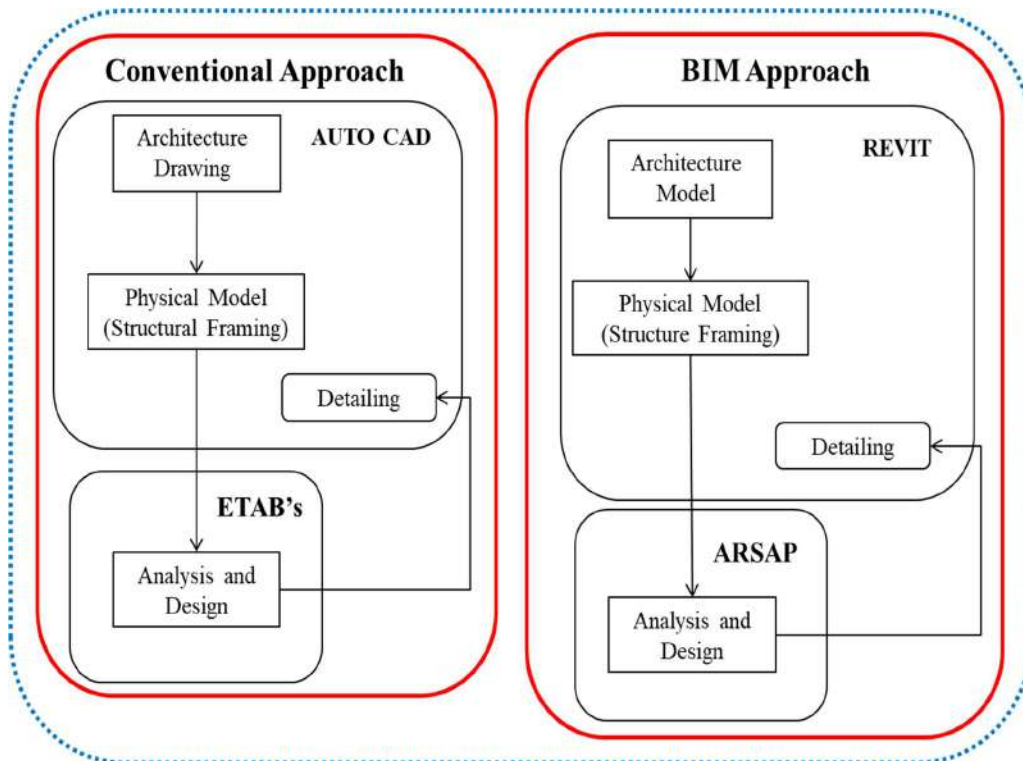 Conventional Approach
AUTO CAD
Architecture
Drawing
Physical Model
(Structural Framing)
Detailing
ETAB’s
Analysis and
Design
BIM Approach
REVIT
Architecture
Model
Physical Model
(Structure Framing)
Detailing
ARSAP
Analysis and
Design